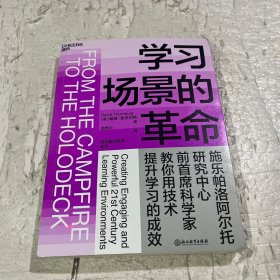 学习
场景的
革命
FROM THE CAMPFIRE
TO THE HOLODECK
David Thornburg
Creating Engaging and
Powerful 21st Century
Learning Environments
施乐帕洛阿尔托
研究中心
前首席科学家
教你用技术
提升学习的成效